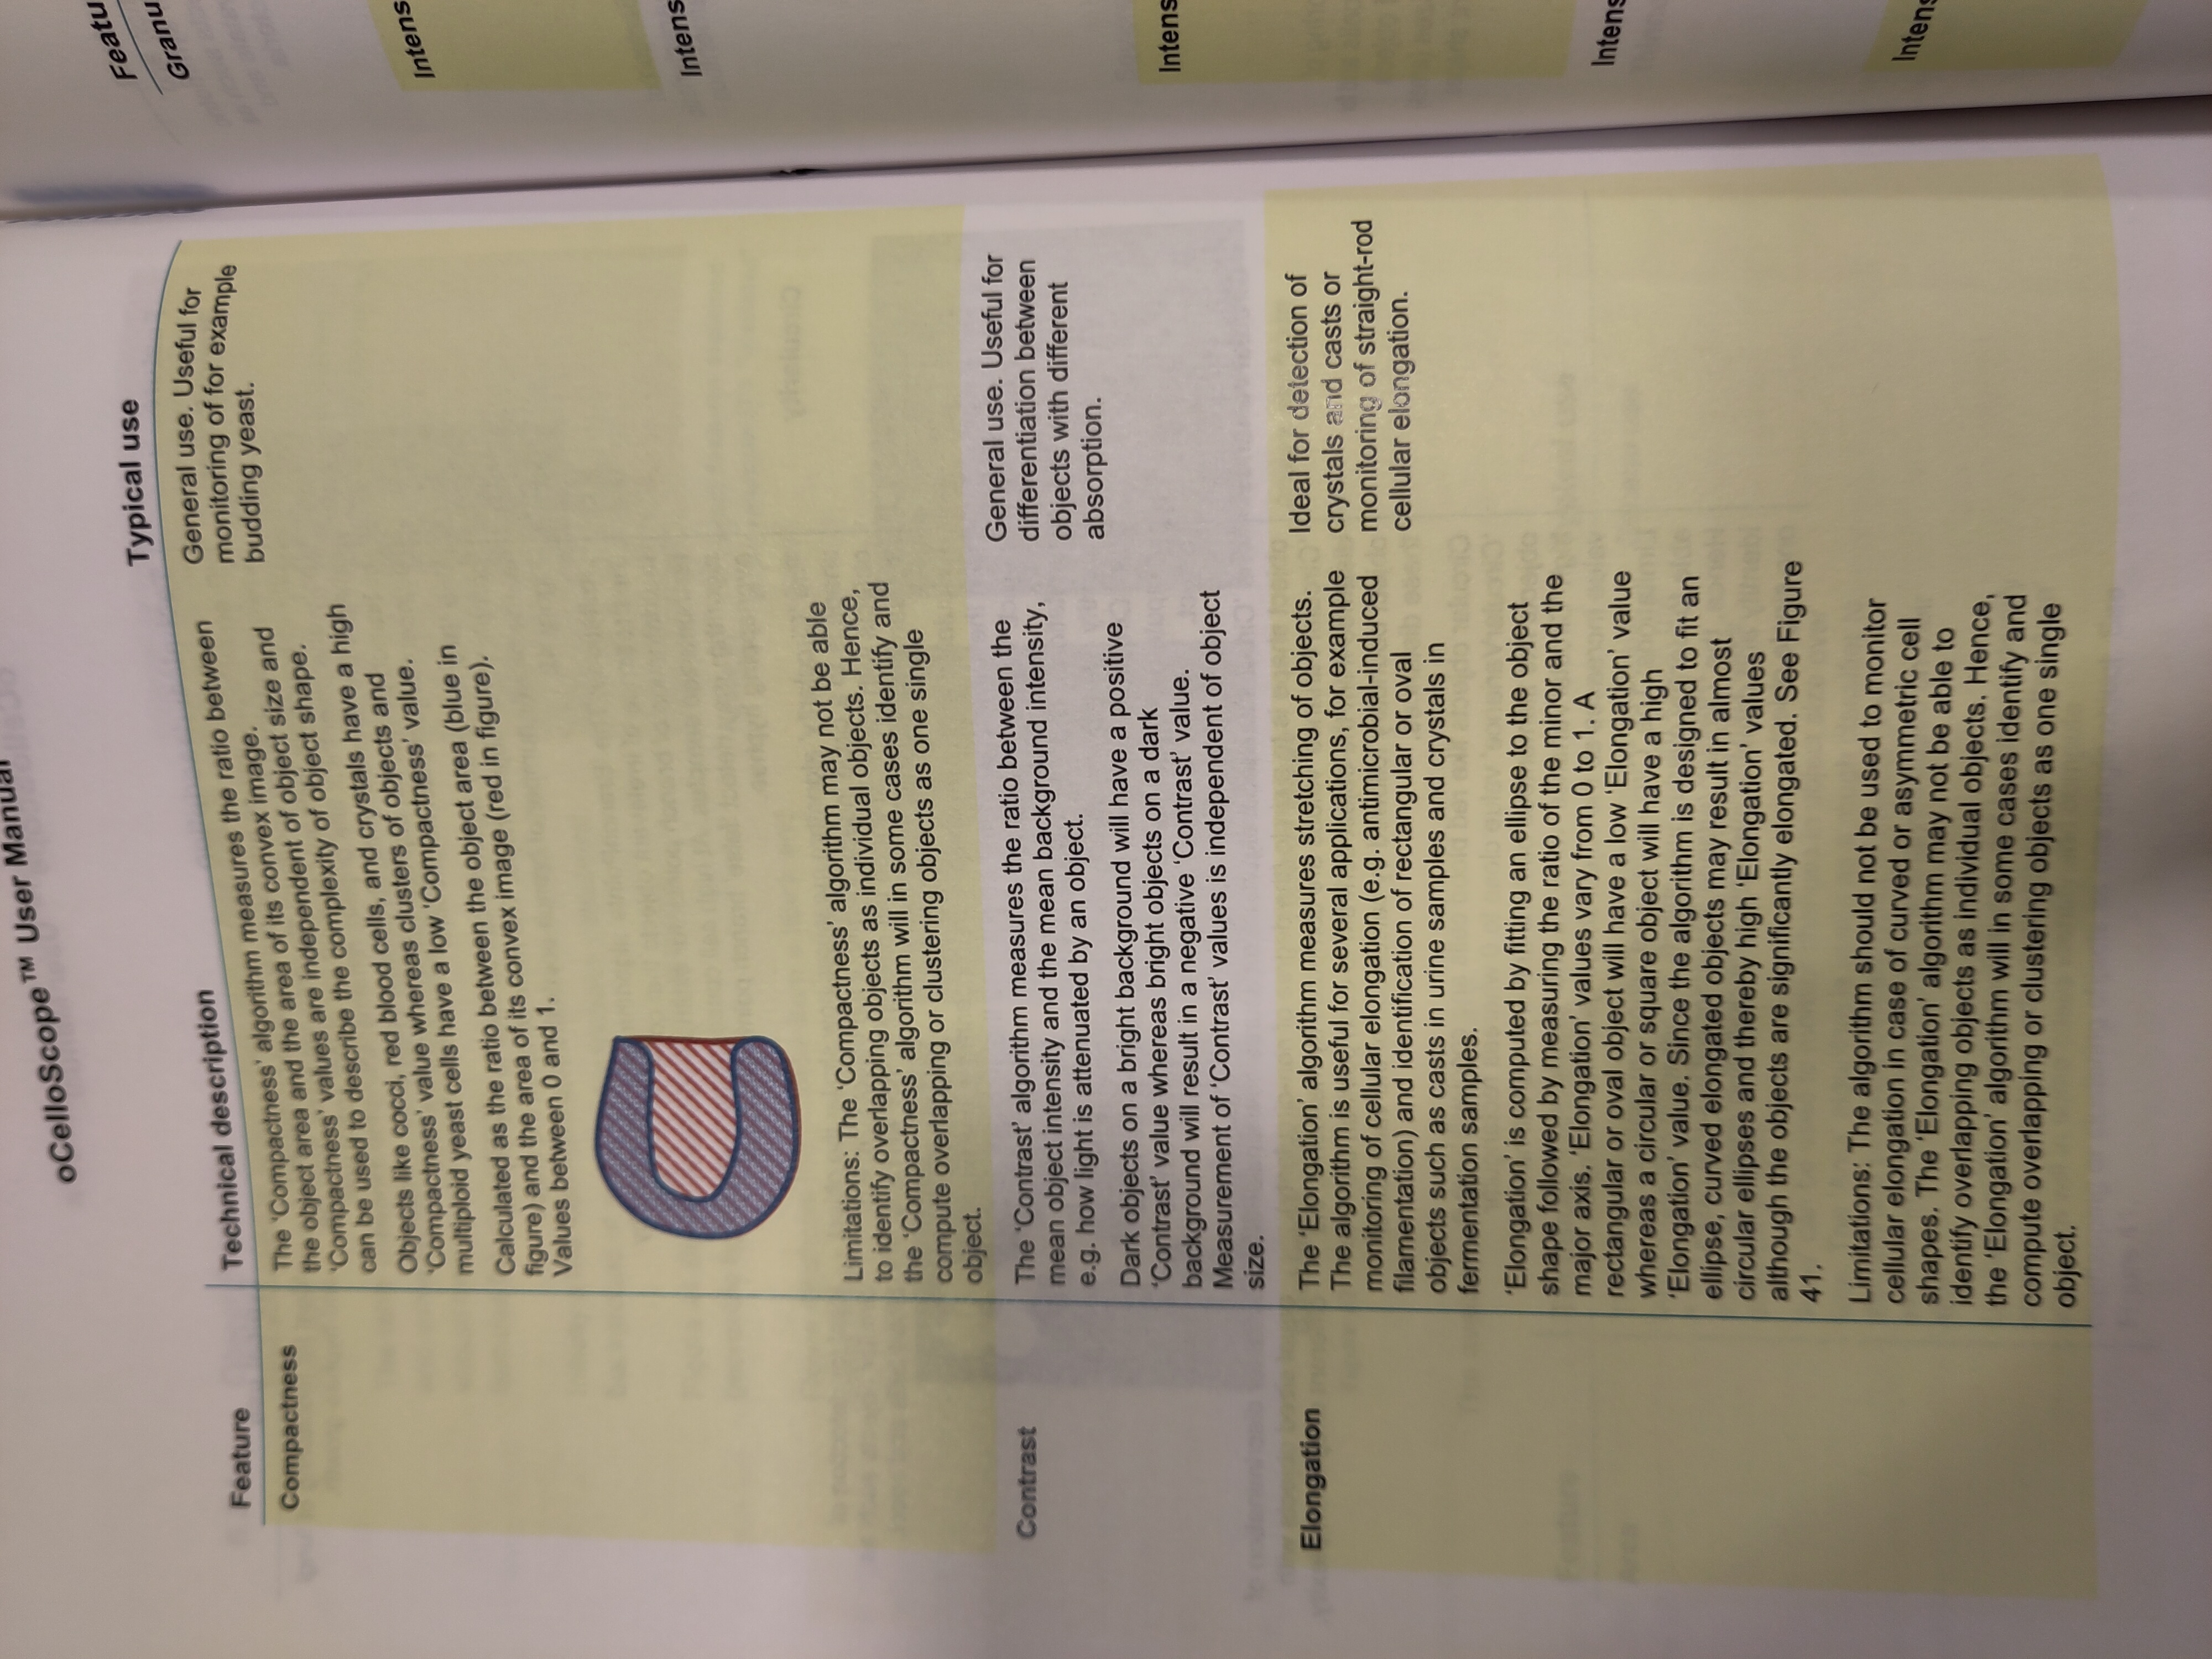 oCelloScope™ User Manual
Feature
Technical description
Typical use
Compactness
The ‘Compactness’ algorithm measures the ratio between
the object area and the area of its convex image.
‘Compactness’ values are independent of object size and
can be used to describe the complexity of object shape.
Objects like cocci, red blood cells, and crystals have a high
‘Compactness’ value whereas clusters of objects and
multiploid yeast cells have a low ‘Compactness’ value.
Calculated as the ratio between the object area (blue in
figure) and the area of its convex image (red in figure).
Values between 0 and 1.
Limitations: The ‘Compactness’ algorithm may not be able
to identify overlapping objects as individual objects. Hence,
the ‘Compactness’ algorithm will in some cases identify and
compute overlapping or clustering objects as one single
object.
General use. Useful for
monitoring of for example
budding yeast.
Contrast
The ‘Contrast’ algorithm measures the ratio between the
mean object intensity and the mean background intensity,
e.g. how light is attenuated by an object.
Dark objects on a bright background will have a positive
‘Contrast’ value whereas bright objects on a dark
background will result in a negative ‘Contrast’ value.
Measurement of ‘Contrast’ values is independent of object
size.
General use. Useful for
differentiation between
objects with different
absorption.
Elongation
The ‘Elongation’ algorithm measures stretching of objects.
The algorithm is useful for several applications, for example
monitoring of cellular elongation (e.g. antimicrobial-induced
filamentation) and identification of rectangular or oval
objects such as casts in urine samples and crystals in
fermentation samples.
‘Elongation’ is computed by fitting an ellipse to the object
shape followed by measuring the ratio of the minor and the
major axis. ‘Elongation’ values vary from 0 to 1. A
rectangular or oval object will have a low ‘Elongation’ value
whereas a circular or square object will have a high
‘Elongation’ value. Since the algorithm is designed to fit an
ellipse, curved elongated objects may result in almost
circular ellipses and thereby high ‘Elongation’ values
although the objects are significantly elongated. See Figure
41.
Limitations: The algorithm should not be used to monitor
cellular elongation in case of curved or asymmetric cell
shapes. The ‘Elongation’ algorithm may not be able to
identify overlapping objects as individual objects. Hence,
the ‘Elongation’ algorithm will in some cases identify and
compute overlapping or clustering objects as one single
object.
Ideal for detection of
crystals and casts or
monitoring of straight-rod
cellular elongation.
Featu
Granu
Intens
Intens
Intens
Intens
Intens